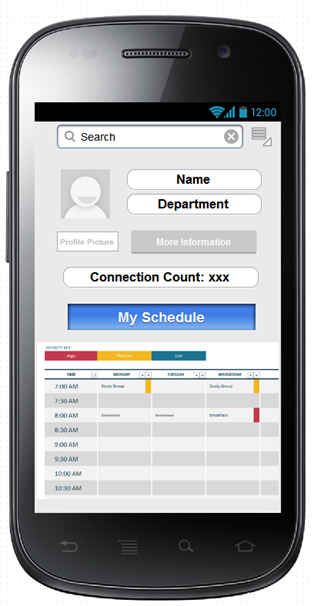 12:00
Search
Name
Department
Profile Picture
More Information
Connection Count: xxx
My Schedule
PRIORITY KEY:
High Medium Low
TIME MONDAY TUESDAY WEDNESDAY
7:00 AM Study Group Study Group
7:30 AM
8:00 AM Breakfast Breakfast Breakfast
8:30 AM
9:00 AM
9:30 AM
10:00 AM
10:30 AM